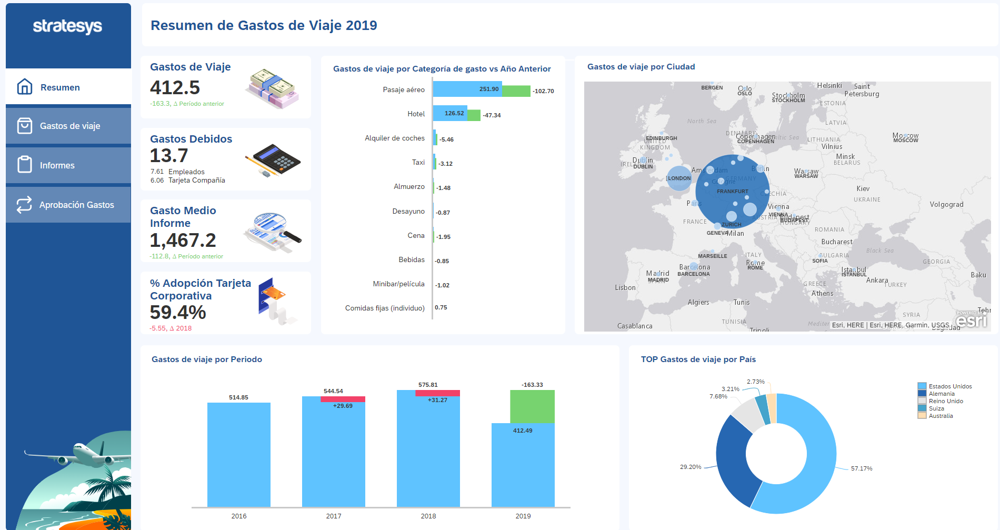 stratesys
Resumen
Gastos de viaje
Informes
Aprobación Gastos
Resumen de Gastos de Viaje 2019
Gastos de Viaje
412.5
-163.3, Δ Período anterior
Gastos Debidos
13.7
7.61 Empleados
6.06 Tarjeta Compañía
Gasto Medio
Informe
1,467.2
-112.8, Δ Período anterior
% Adopción Tarjeta
Corporativa
59.4%
-5.55, Δ 2018
Gastos de viaje por Categoría de gasto vs Año Anterior
Pasaje aéreo 251.90 -102.70
Hotel 126.52 -47.34
Alquiler de coches -5.46
Taxi -3.12
Almuerzo -1.48
Desayuno -0.87
Cena -1.95
Bebidas -0.85
Minibar/película -1.02
Comidas fijas (individuo) 0.75
Gastos de viaje por Ciudad
BERGEN
Oslo
OSLO
Helsinki
Saint
Petersburg
Stockholm
STOCKHOLM
ESTONIA
North Sea
LATVIA
DENMARK
Copenhagen
COPENHAGEN
Baltic Sea
LITHUANIA
Moscow
MOSCOW
EDINBURGH
UNITED
KINGDOM
Vilnius
Minsk
BELARUS
Dublin
DUBLIN
IRELAND
Amsterdam
Berlin
Warsaw
WARSAW
LONDON
Cologne
GERMANY
FRANKFURT
CZECHIA
Kiev
UKRAINE
Volgograd
Paris
Vienna
VIENNA
Budapest
BUDAPEST
HUNGARY
AUSTRIA
FRANCE
ZURICH
GENEVA
Milan
ROMANIA
Bucharest
MARSEILLE
ITALY
Black Sea
BULGARIA
SOFIA
GEORGIA
Rome
ROME
Barcelona
BARCELONA
Madrid
MADRID
SPAIN
Istanbul
ISTANBUL
Ankara
TURKEY
Baku
Lisbon
GREECE
Athens
Algiers
Tunis
Tehr
SYRIA
TUNISIA
Casablanca
Mediter
Tripoli
Baghdad
Esri, HERE | Esri, HERE, Garmin, USGS
POWERED BY
esri
Gastos de viaje por Periodo
514.85
544.54
+29.69
575.81
+31.27
-163.33
412.49
2016 2017 2018 2019
TOP Gastos de viaje por País
2.73%
3.21%
7.68%
29.20%
57.17%
Estados Unidos
Alemania
Reino Unido
Suiza
Australia